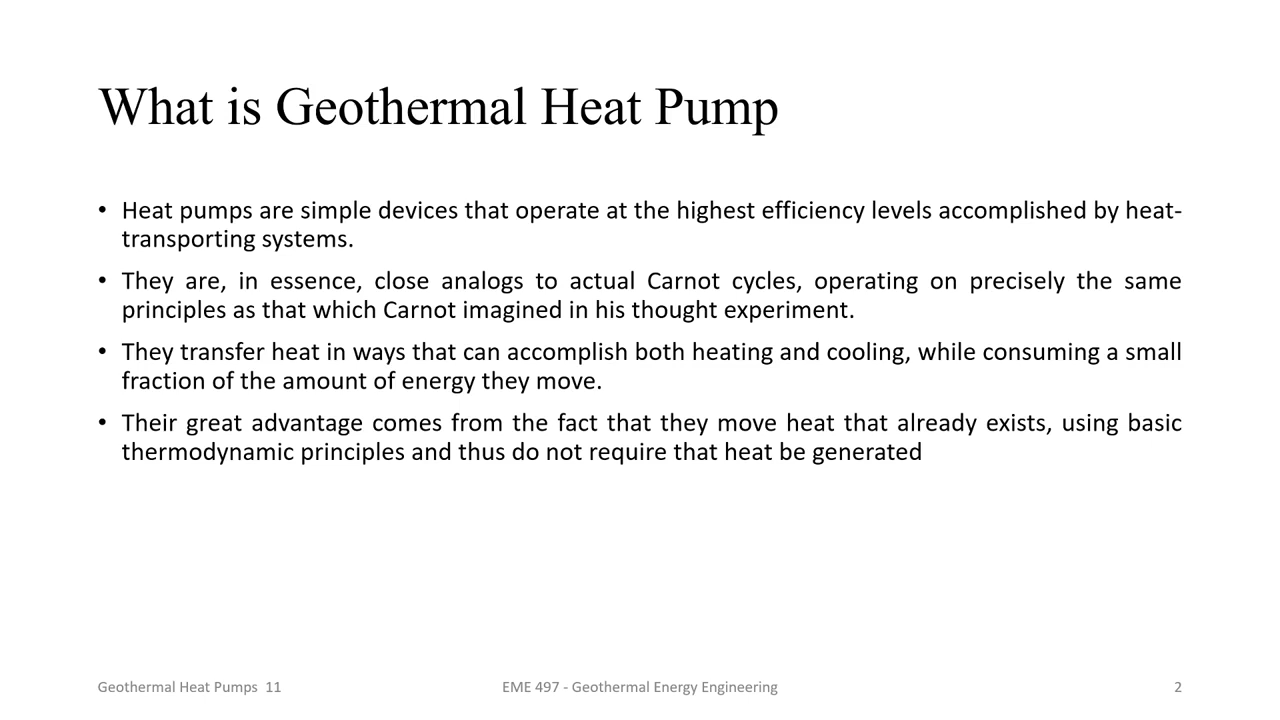 What is Geothermal Heat Pump
• Heat pumps are simple devices that operate at the highest efficiency levels accomplished by heat-
transporting systems.
• They are, in essence, close analogs to actual Carnot cycles, operating on precisely the same
principles as that which Carnot imagined in his thought experiment.
• They transfer heat in ways that can accomplish both heating and cooling, while consuming a small
fraction of the amount of energy they move.
• Their great advantage comes from the fact that they move heat that already exists, using basic
thermodynamic principles and thus do not require that heat be generated
Geothermal Heat Pumps 11
EME 497 - Geothermal Energy Engineering
2